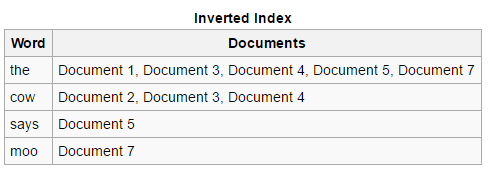 Inverted Index
Word Documents
the Document 1, Document 3, Document 4, Document 5, Document 7
cow Document 2, Document 3, Document 4
says Document 5
moo Document 7